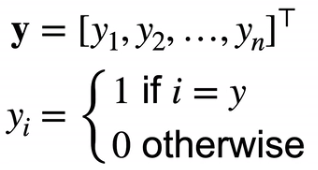 y = [y₁, y₂, …, yₙ]ᵀ
yᵢ = { 1 if i = y
0 otherwise